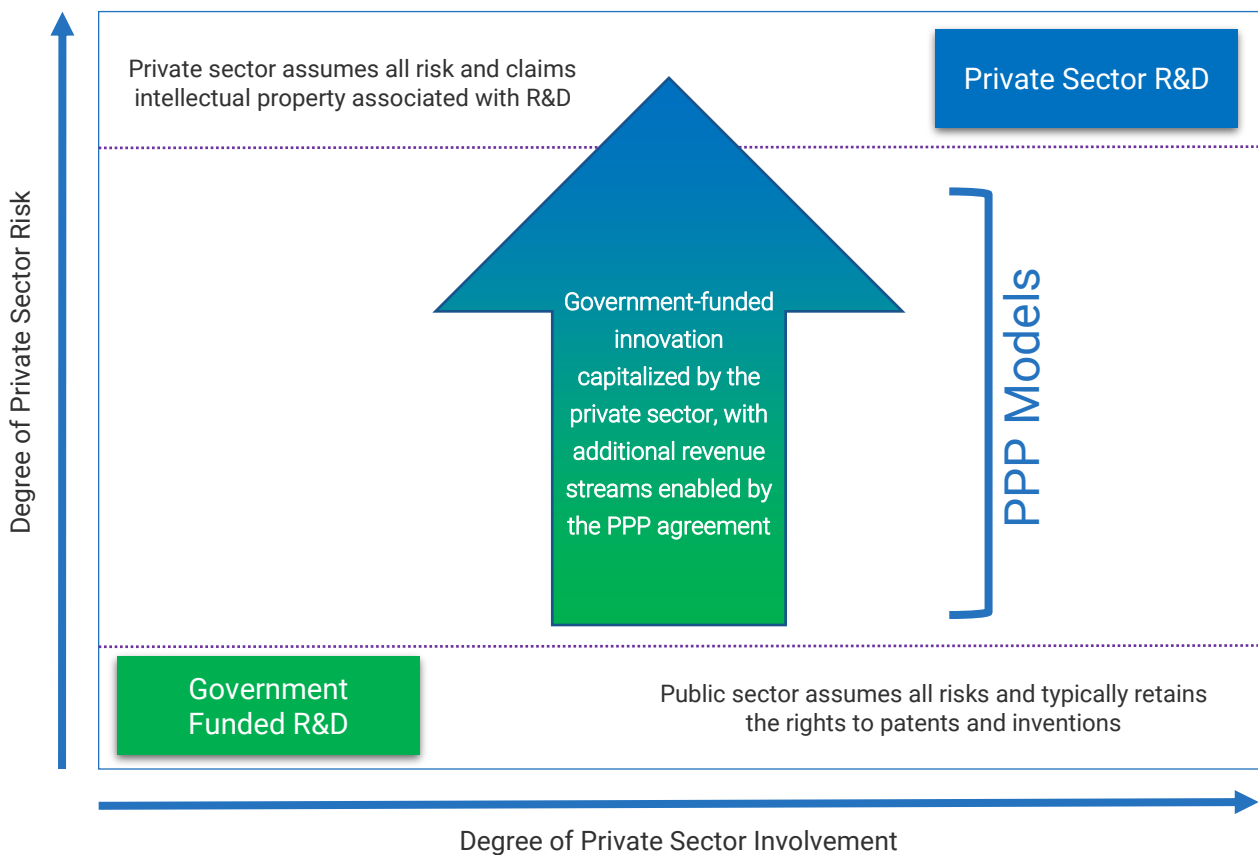 Private sector assumes all risk and claims
intellectual property associated with R&D
Private Sector R&D
Degree of Private Sector Risk
Government-funded
innovation
capitalized by the
private sector, with
additional revenue
streams enabled by
the PPP agreement
PPP Models
Government
Funded R&D
Public sector assumes all risks and typically retains
the rights to patents and inventions
Degree of Private Sector Involvement